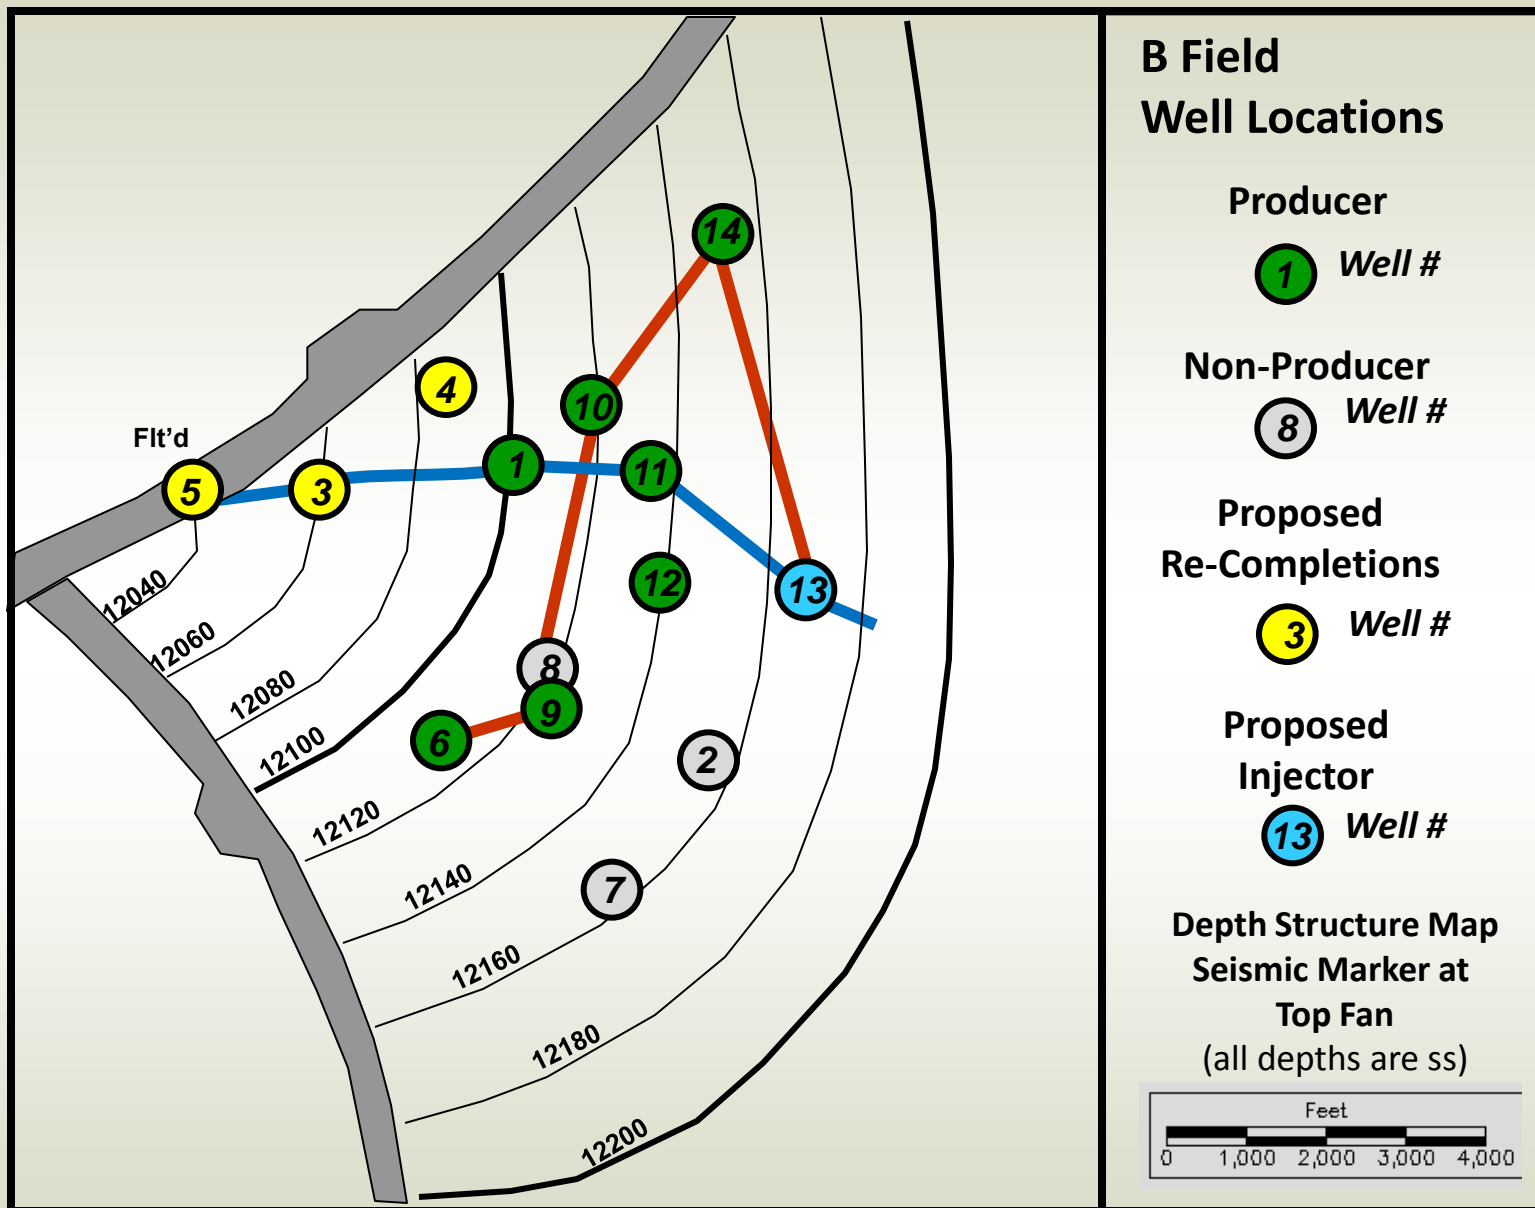 14
4
10
Flt'd
5
3
1
11
12
13
12040
12060
12080
12100
8
9
6
2
12120
12140
7
12160
12180
12200
B Field
Well Locations
Producer
1 Well #
Non-Producer
8 Well #
Proposed
Re-Completions
3 Well #
Proposed
Injector
13 Well #
Depth Structure Map
Seismic Marker at
Top Fan
(all depths are ss)
Feet
0 1,000 2,000 3,000 4,000